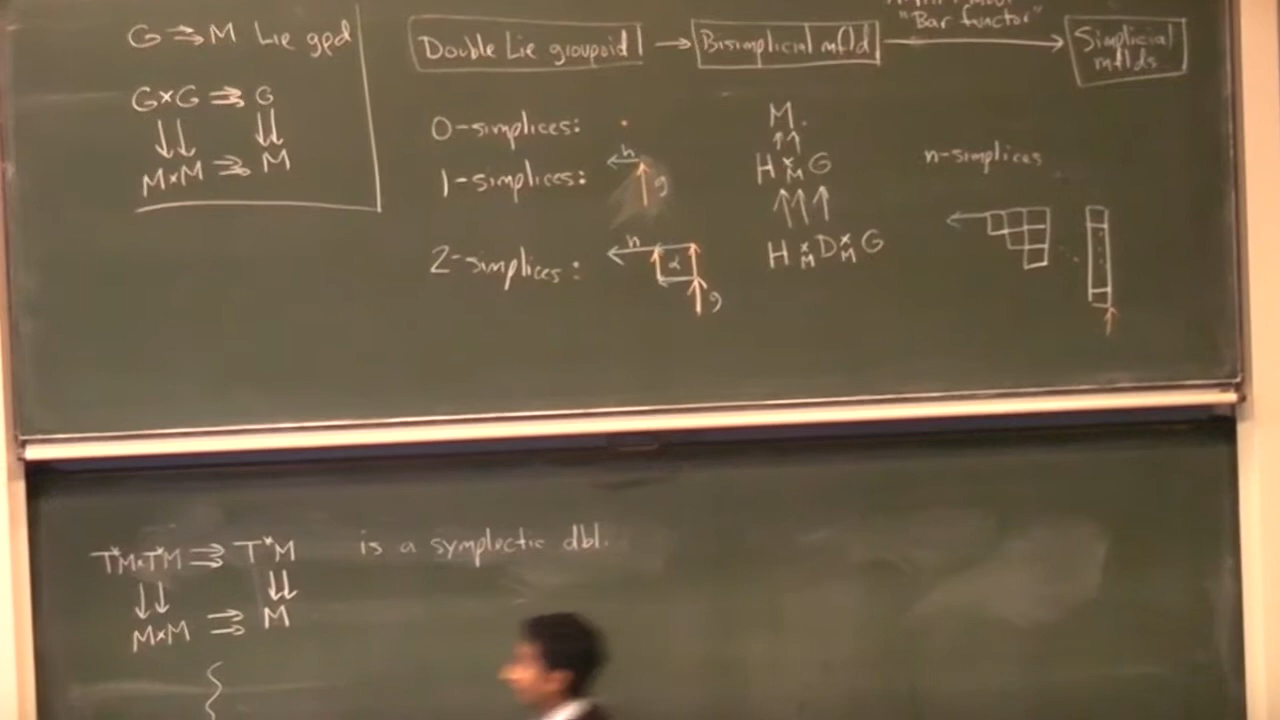 G ⇉ M Lie gpd
G×G ⇉ G
⇊ ⇊
M×M ⇉ M
Double Lie groupoid → Bisimplicial mfld → Simplicial mflds
"Bar functor"
0-simplices: · M.
↑↑
1-simplices: h g H ×_M G
↑↑↑
2-simplices: h α g H ×_M D ×_M G
n-simplices
T*M×T*M ⇉ T*M is a symplectic dbl.
⇊ ⇊
M×M ⇉ M